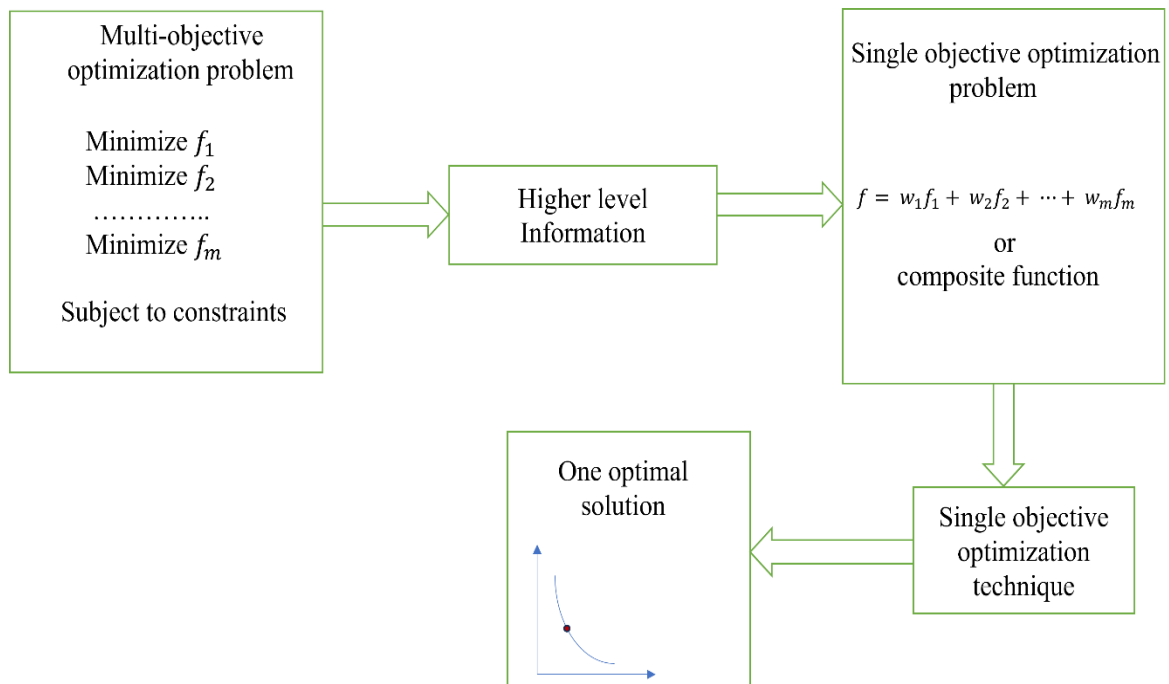 Multi-objective
optimization problem
Minimize f₁
Minimize f₂
…………..
Minimize fₘ
Subject to constraints
Higher level
Information
Single objective optimization
problem
f = w₁f₁ + w₂f₂ + ⋯ + wₘfₘ
or
composite function
Single objective
optimization
technique
One optimal
solution